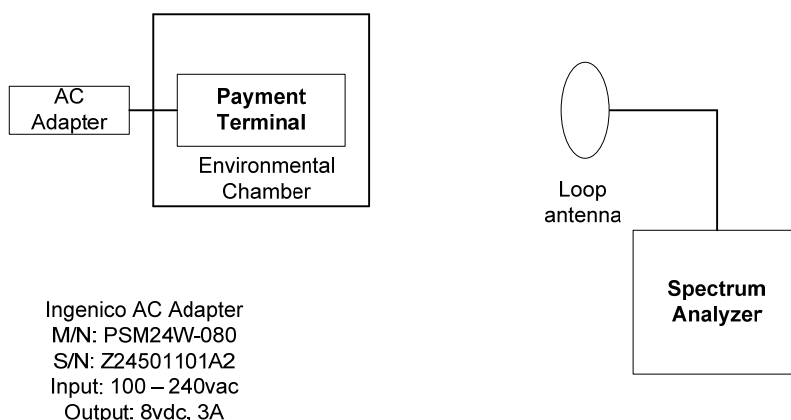 AC
Adapter
Payment
Terminal
Environmental
Chamber
Loop
antenna
Spectrum
Analyzer
Ingenico AC Adapter
M/N: PSM24W-080
S/N: Z24501101A2
Input: 100 – 240vac
Output: 8vdc, 3A